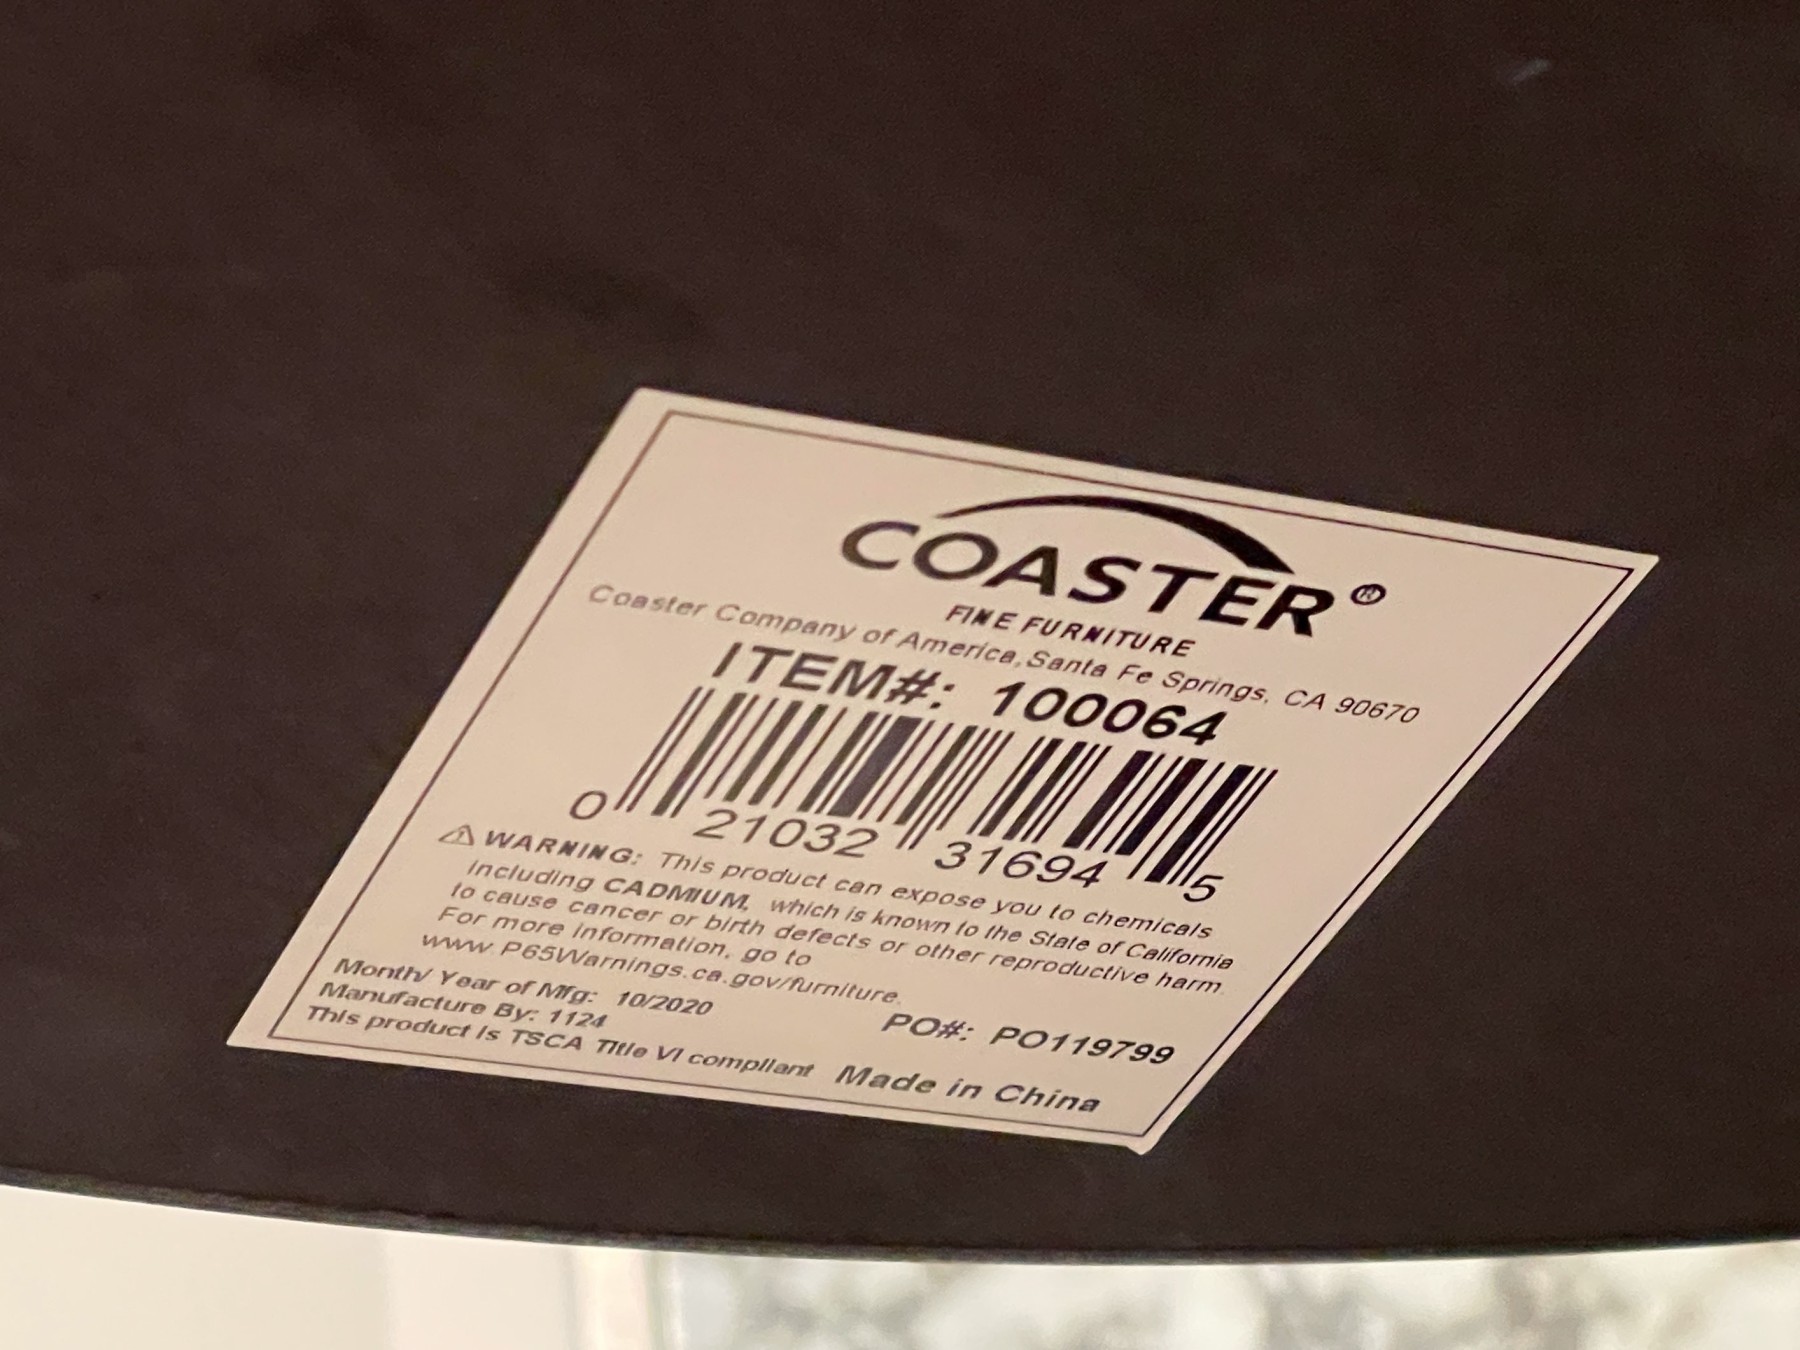 COASTER®
FINE FURNITURE
Coaster Company of America,Santa Fe Springs, CA 90670
ITEM#: 100064
0 21032 31694 5
⚠ WARNING: This product can expose you to chemicals
including CADMIUM, which is known to the State of California
to cause cancer or birth defects or other reproductive harm.
For more information, go to
www.P65Warnings.ca.gov/furniture.
Month/ Year of Mfg: 10/2020
Manufacture By: 1124
PO#: PO119799
This product is TSCA Title VI compliant
Made in China